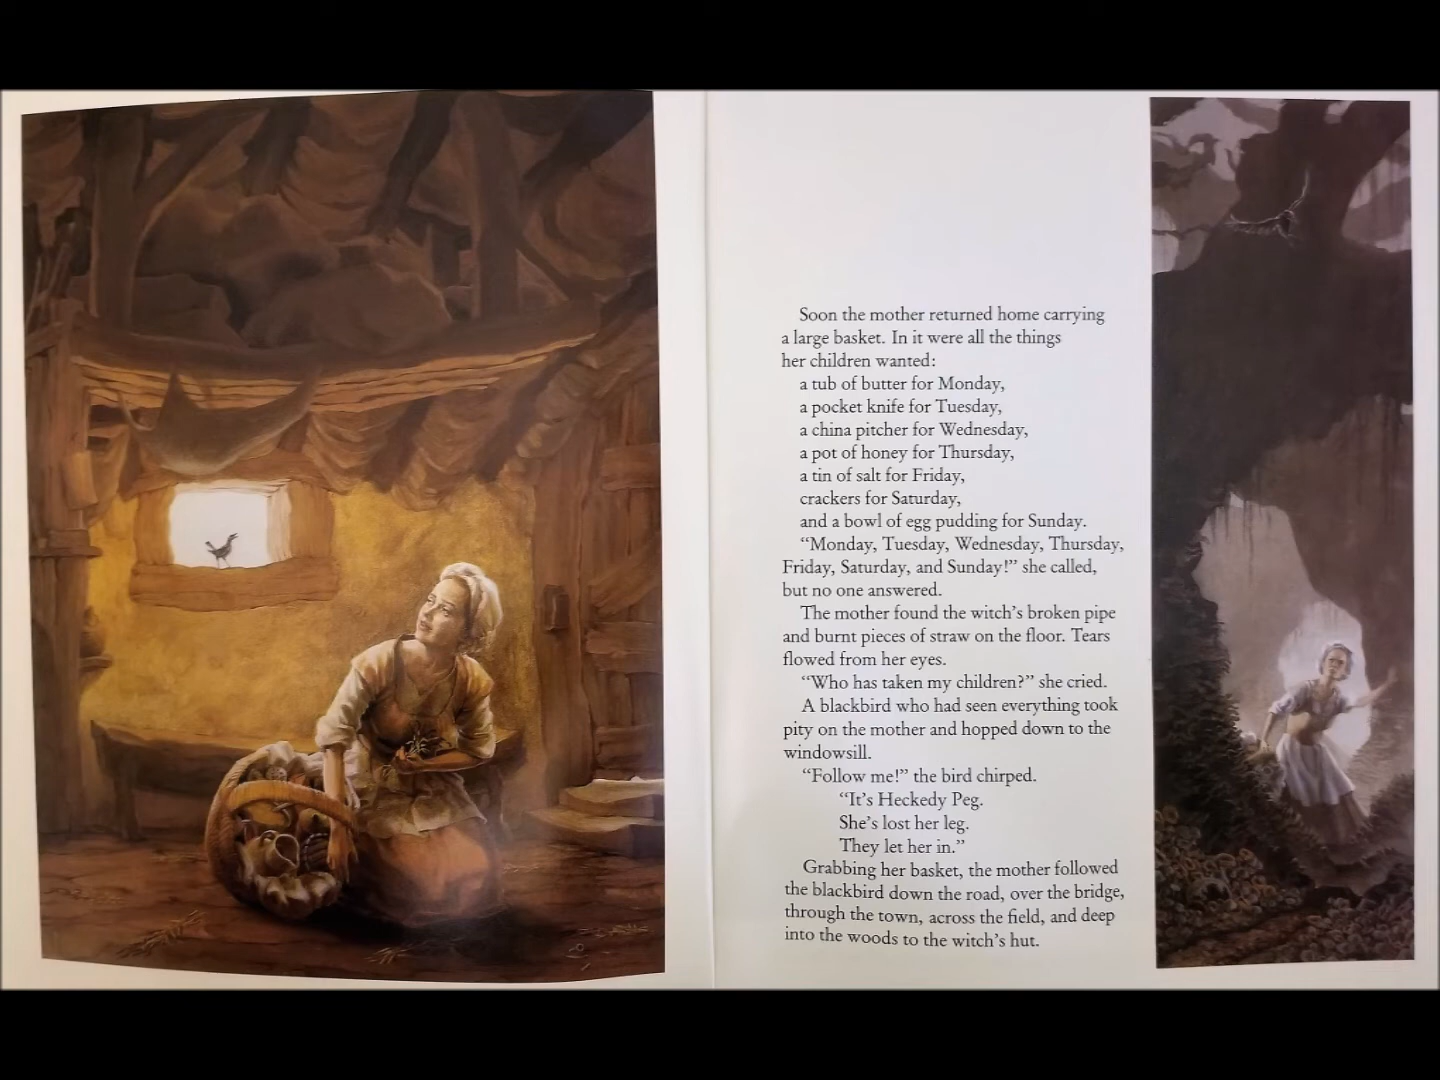 Soon the mother returned home carrying
a large basket. In it were all the things
her children wanted:
a tub of butter for Monday,
a pocket knife for Tuesday,
a china pitcher for Wednesday,
a pot of honey for Thursday,
a tin of salt for Friday,
crackers for Saturday,
and a bowl of egg pudding for Sunday.
“Monday, Tuesday, Wednesday, Thursday,
Friday, Saturday, and Sunday!” she called,
but no one answered.
The mother found the witch’s broken pipe
and burnt pieces of straw on the floor. Tears
flowed from her eyes.
“Who has taken my children?” she cried.
A blackbird who had seen everything took
pity on the mother and hopped down to the
windowsill.
“Follow me!” the bird chirped.
“It’s Heckedy Peg.
She’s lost her leg.
They let her in.”
Grabbing her basket, the mother followed
the blackbird down the road, over the bridge,
through the town, across the field, and deep
into the woods to the witch’s hut.